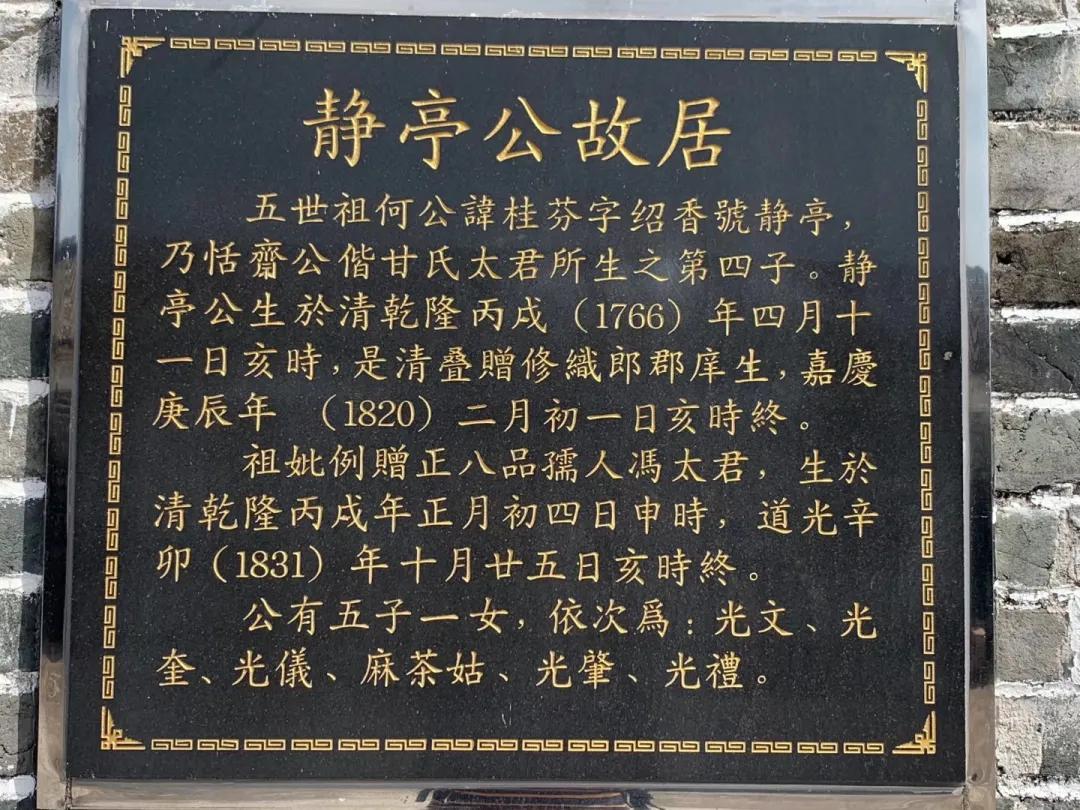 静亭公故居
五世祖何公諱桂芬字绍香號静亭，
乃恬齋公偕甘氏太君所生之第四子。静
亭公生於清乾隆丙戌（1766）年四月十
一日亥時，是清叠贈修織郎郡庠生，嘉慶
庚辰年（1820）二月初一日亥時終。
祖妣例贈正八品孺人馮太君，生於
清乾隆丙戌年正月初四日申時，道光辛
卯（1831）年十月廿五日亥時終。
公有五子一女，依次爲：光文、光
奎、光儀、麻茶姑、光肇、光禮。